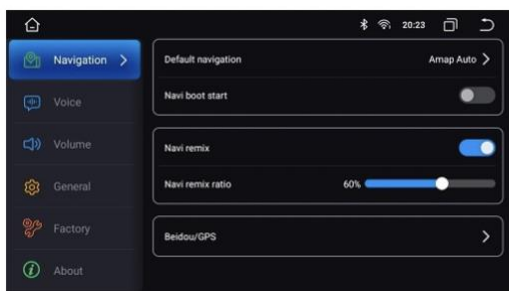 20:23
Navigation
Default navigation
Amap Auto
Navi boot start
Voice
Volume
Navi remix
General
Navi remix ratio
60%
Factory
Beidou/GPS
About